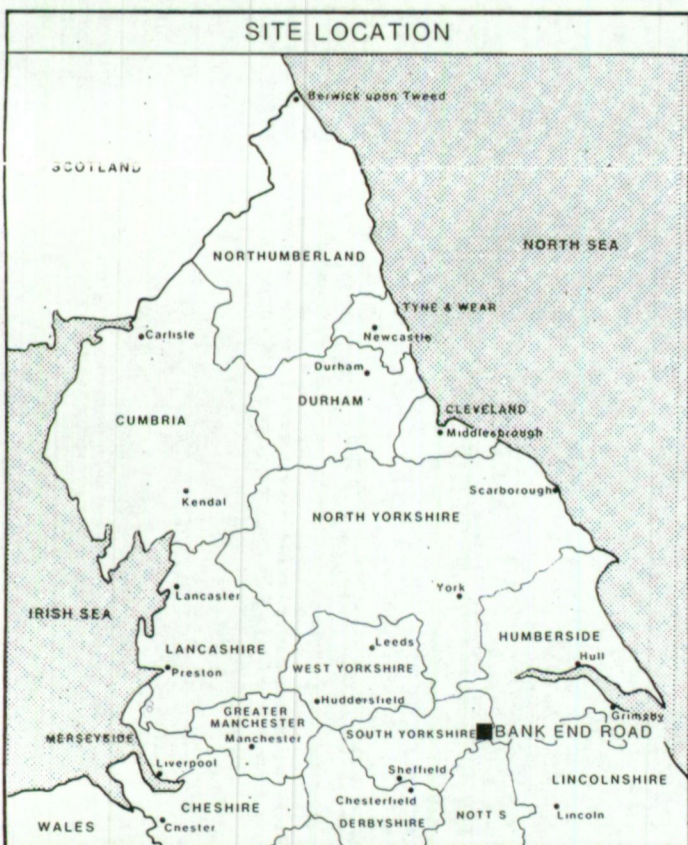 SITE LOCATION
Berwick upon Tweed
SCOTLAND
NORTHUMBERLAND
NORTH SEA
TYNE & WEAR
Newcastle
Carlisle
Durham
DURHAM
CUMBRIA
CLEVELAND
Middlesbrough
Kendal
Scarborough
NORTH YORKSHIRE
Lancaster
York
IRISH SEA
HUMBERSIDE
LANCASHIRE
Leeds
WEST YORKSHIRE
Hull
Preston
Huddersfield
GREATER
MANCHESTER
Grimsby
MERSEYSIDE
Manchester
SOUTH YORKSHIRE
BANK END ROAD
Liverpool
Sheffield
LINCOLNSHIRE
Chesterfield
CHESHIRE
DERBYSHIRE
NOTTS
Lincoln
WALES
Chester